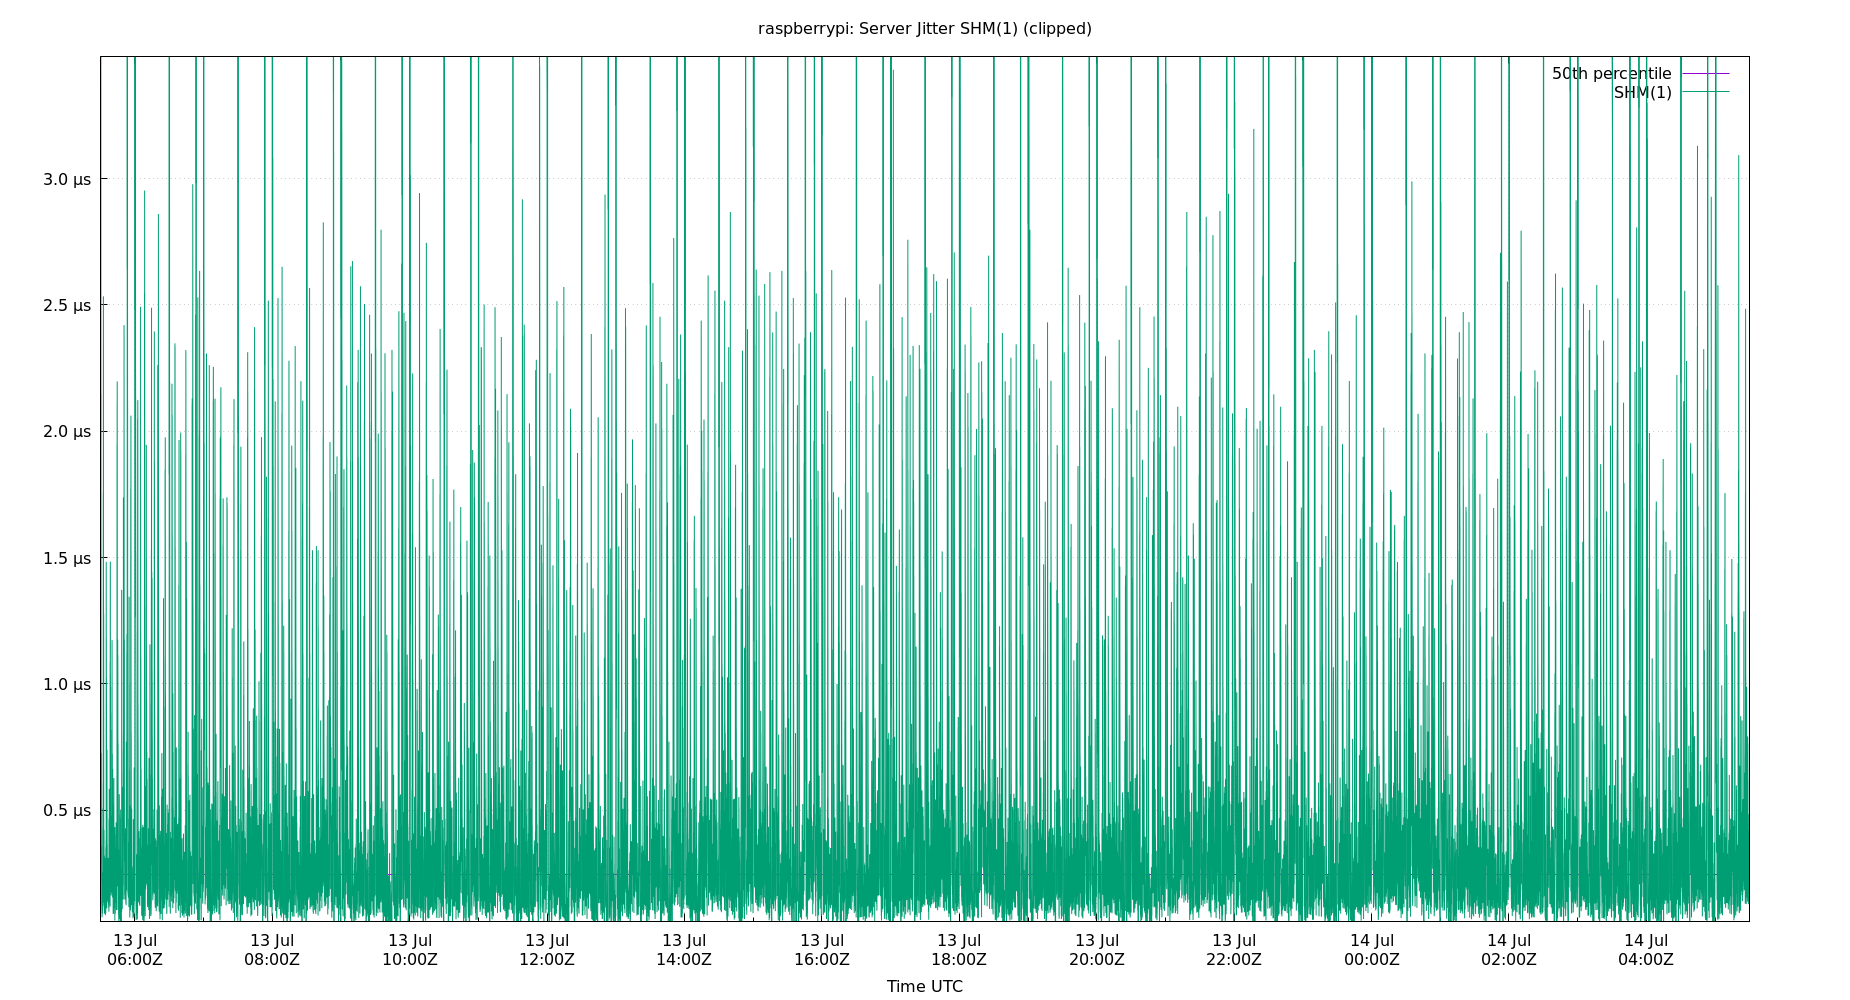 raspberrypi: Server Jitter SHM(1) (clipped)
50th percentile
SHM(1)
3.0 µs
2.5 µs
2.0 µs
1.5 µs
1.0 µs
0.5 µs
13 Jul 13 Jul 13 Jul 13 Jul 13 Jul 13 Jul 13 Jul 13 Jul 13 Jul 14 Jul 14 Jul 14 Jul
06:00Z 08:00Z 10:00Z 12:00Z 14:00Z 16:00Z 18:00Z 20:00Z 22:00Z 00:00Z 02:00Z 04:00Z
Time UTC